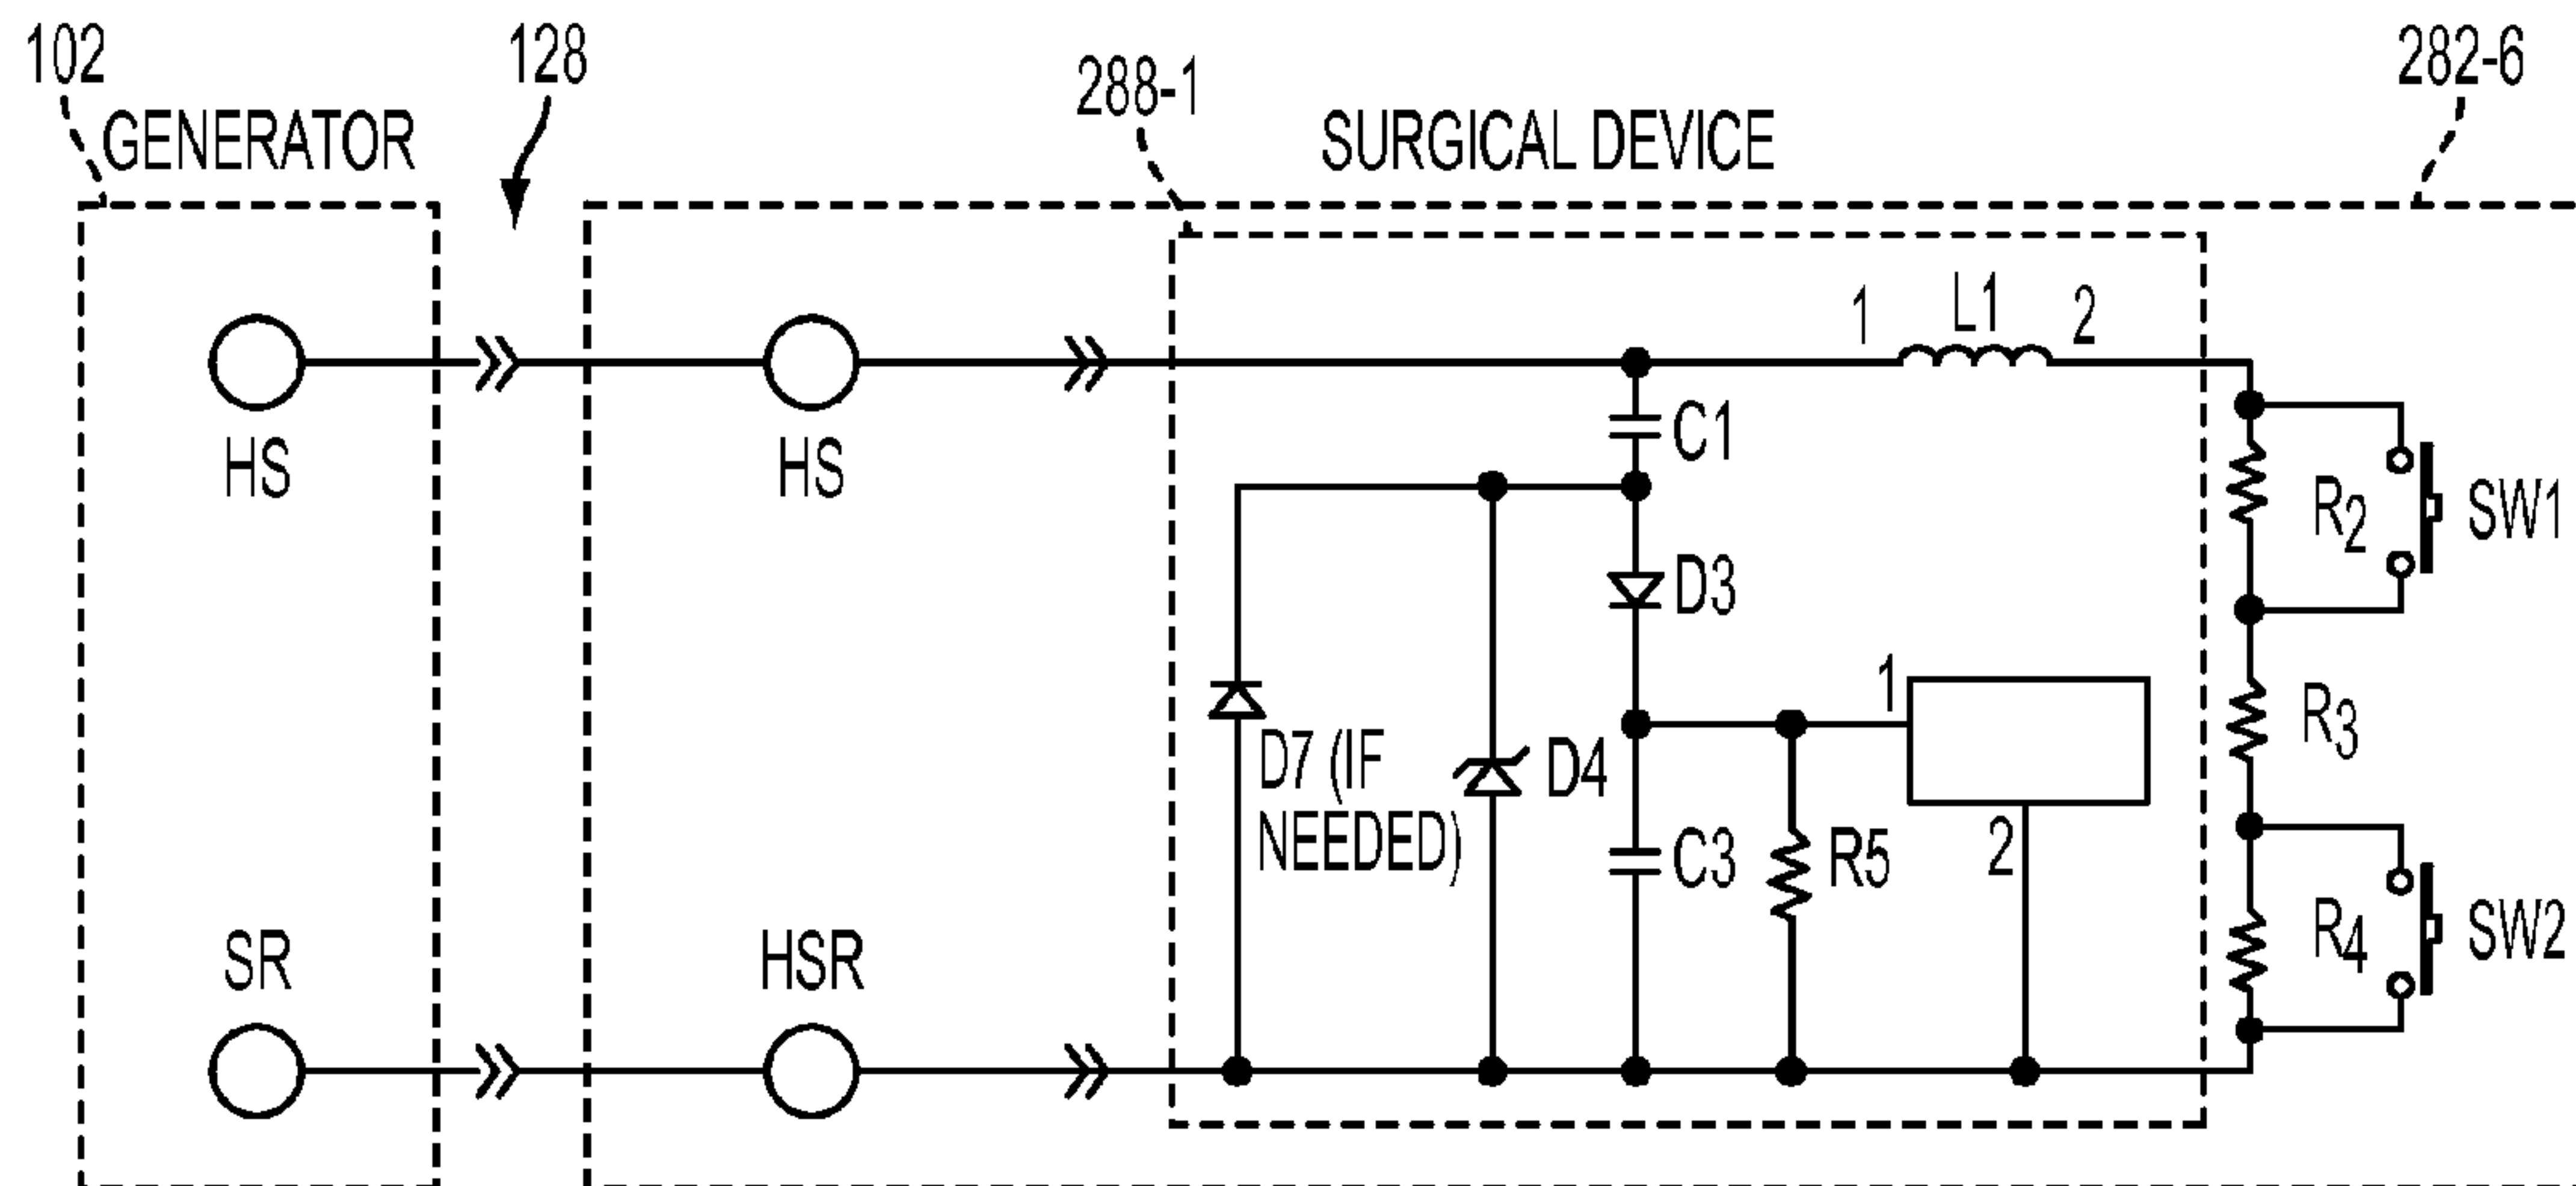 102
128
288-1
282-6
GENERATOR
SURGICAL DEVICE
HS
HS
1
L1
2
C1
R2
SW1
D3
D7 (IF
NEEDED)
D4
1
R3
C3
R5
2
R4
SW2
SR
HSR